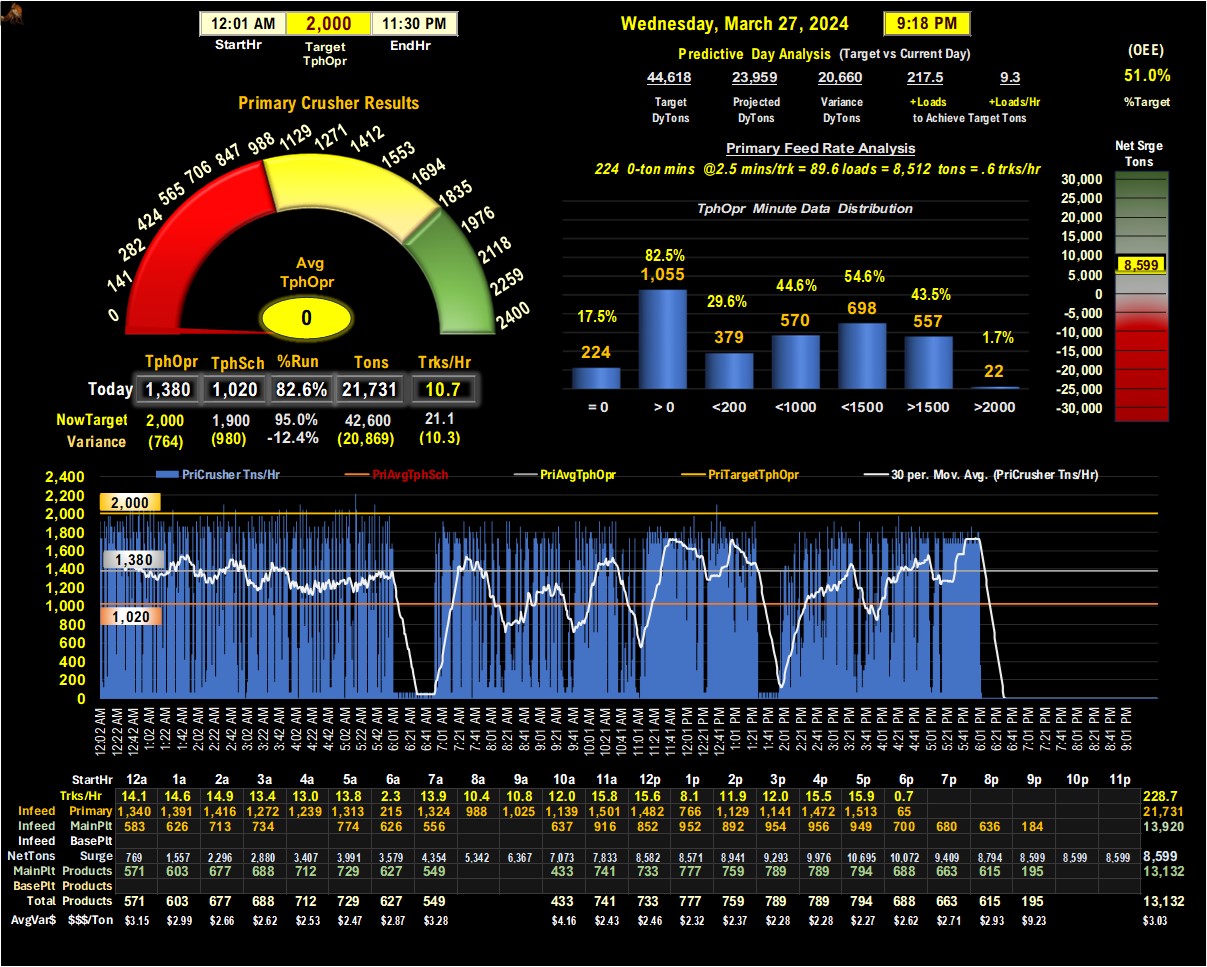 12:01 AM 2,000 11:30 PM Wednesday, March 27, 2024 9:18 PM
StartHr Target TphOpr EndHr
Predictive Day Analysis (Target vs Current Day)
44,618 23,959 20,660 217.5 9.3
Target DyTons Projected DyTons Variance DyTons +Loads +Loads/Hr
to Achieve Target Tons
(OEE)
51.0%
%Target
Primary Crusher Results
0 141 282 424 565 706 847 988 1129 1271 1412 1553 1694 1835 1976 2118 2259 2400
Avg
TphOpr
0
TphOpr TphSch %Run Tons Trks/Hr
Today 1,380 1,020 82.6% 21,731 10.7
NowTarget 2,000 1,900 95.0% 42,600 21.1
Variance (764) (980) -12.4% (20,869) (10.3)
Primary Feed Rate Analysis
224 0-ton mins @2.5 mins/trk = 89.6 loads = 8,512 tons = .6 trks/hr
TphOpr Minute Data Distribution
17.5% 82.5% 29.6% 44.6% 54.6% 43.5% 1.7%
224 1,055 379 570 698 557 22
= 0 > 0 <200 <1000 <1500 >1500 >2000
Net Srge
Tons
30,000
25,000
20,000
15,000
10,000
8,599
5,000
0
-5,000
-10,000
-15,000
-20,000
-25,000
-30,000
PriCrusher Tns/Hr PriAvgTphSch PriAvgTphOpr PriTargetTphOpr 30 per. Mov. Avg. (PriCrusher Tns/Hr)
2,400
2,200
2,000
1,800
1,600
1,400
1,200
1,000
800
600
400
200
0
2,000
1,380
1,020
12:02 AM 12:22 AM 12:42 AM 1:02 AM 1:22 AM 1:42 AM 2:02 AM 2:22 AM 2:42 AM 3:02 AM 3:22 AM 3:42 AM 4:02 AM 4:22 AM 4:42 AM 5:02 AM 5:22 AM 5:42 AM 6:01 AM 6:21 AM 6:41 AM 7:01 AM 7:21 AM 7:41 AM 8:01 AM 8:21 AM 8:41 AM 9:01 AM 9:21 AM 9:41 AM 10:01 AM 10:21 AM 10:41 AM 11:01 AM 11:21 AM 11:41 AM 12:01 PM 12:21 PM 12:41 PM 1:01 PM 1:21 PM 1:41 PM 2:01 PM 2:21 PM 2:41 PM 3:01 PM 3:21 PM 3:41 PM 4:01 PM 4:21 PM 4:41 PM 5:01 PM 5:21 PM 5:41 PM 6:01 PM 6:21 PM 6:41 PM 7:01 PM 7:21 PM 7:41 PM 8:01 PM 8:21 PM 8:41 PM 9:01 PM
StartHr 12a 1a 2a 3a 4a 5a 6a 7a 8a 9a 10a 11a 12p 1p 2p 3p 4p 5p 6p 7p 8p 9p 10p 11p
Trks/Hr 14.1 14.6 14.9 13.4 13.0 13.8 2.3 13.9 10.4 10.8 12.0 15.8 15.6 8.1 11.9 12.0 15.5 15.9 0.7 228.7
Infeed Primary 1,340 1,391 1,416 1,272 1,239 1,313 215 1,324 988 1,025 1,139 1,501 1,482 766 1,129 1,141 1,472 1,513 65 21,731
Infeed MainPlt 583 626 713 734 774 626 556 637 916 852 952 892 954 956 949 700 680 636 184 13,920
Infeed BasePlt
NetTons Surge 769 1,557 2,296 2,880 3,407 3,991 3,579 4,354 5,342 6,367 7,073 7,833 8,582 8,571 8,941 9,293 9,976 10,695 10,072 9,409 8,794 8,599 8,599 8,599 8,599
MainPlt Products 571 603 677 688 712 729 627 549 433 741 733 777 759 789 789 794 688 663 615 195 13,132
BasePlt Products
Total Products 571 603 677 688 712 729 627 549 433 741 733 777 759 789 789 794 688 663 615 195 13,132
AvgVar$ $$$/Ton $3.15 $2.99 $2.66 $2.62 $2.53 $2.47 $2.87 $3.28 $4.16 $2.43 $2.46 $2.32 $2.37 $2.28 $2.28 $2.27 $2.62 $2.71 $2.93 $9.23 $3.03